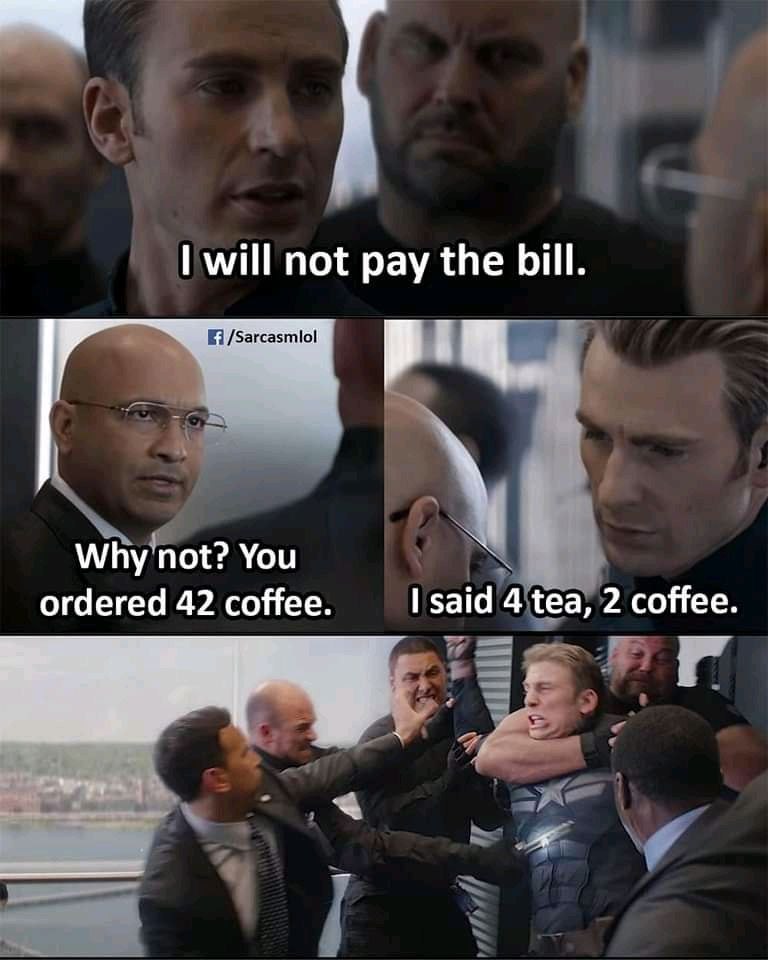 I will not pay the bill.
f /Sarcasmlol
Why not? You
ordered 42 coffee.
I said 4 tea, 2 coffee.